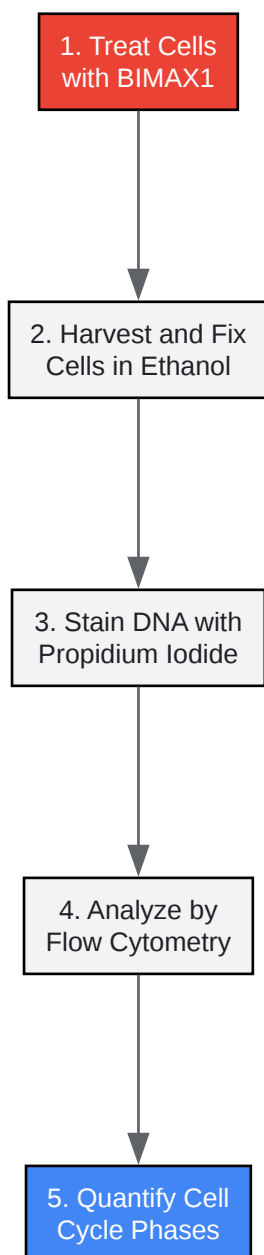 1. Treat Cells
with BIMAX1
2. Harvest and Fix
Cells in Ethanol
3. Stain DNA with
Propidium Iodide
4. Analyze by
Flow Cytometry
5. Quantify Cell
Cycle Phases